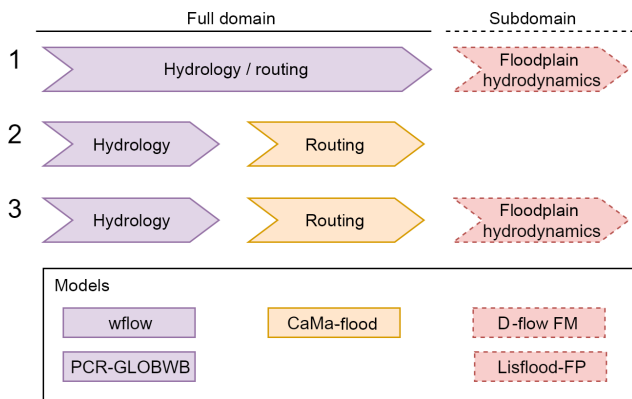 Full domain
Subdomain
1
Hydrology / routing
Floodplain
hydrodynamics
2
Hydrology
Routing
3
Hydrology
Routing
Floodplain
hydrodynamics
Models
wflow
CaMa-flood
D-flow FM
PCR-GLOBWB
Lisflood-FP